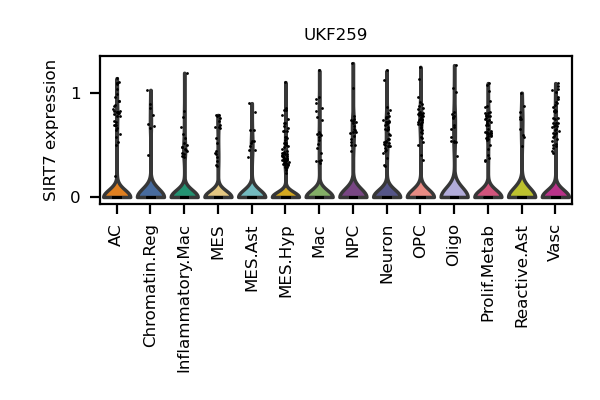 UKF259
SIRT7 expression
1
0
AC
Chromatin.Reg
Inflammatory.Mac
MES
MES.Ast
MES.Hyp
Mac
NPC
Neuron
OPC
Oligo
Prolif.Metab
Reactive.Ast
Vasc